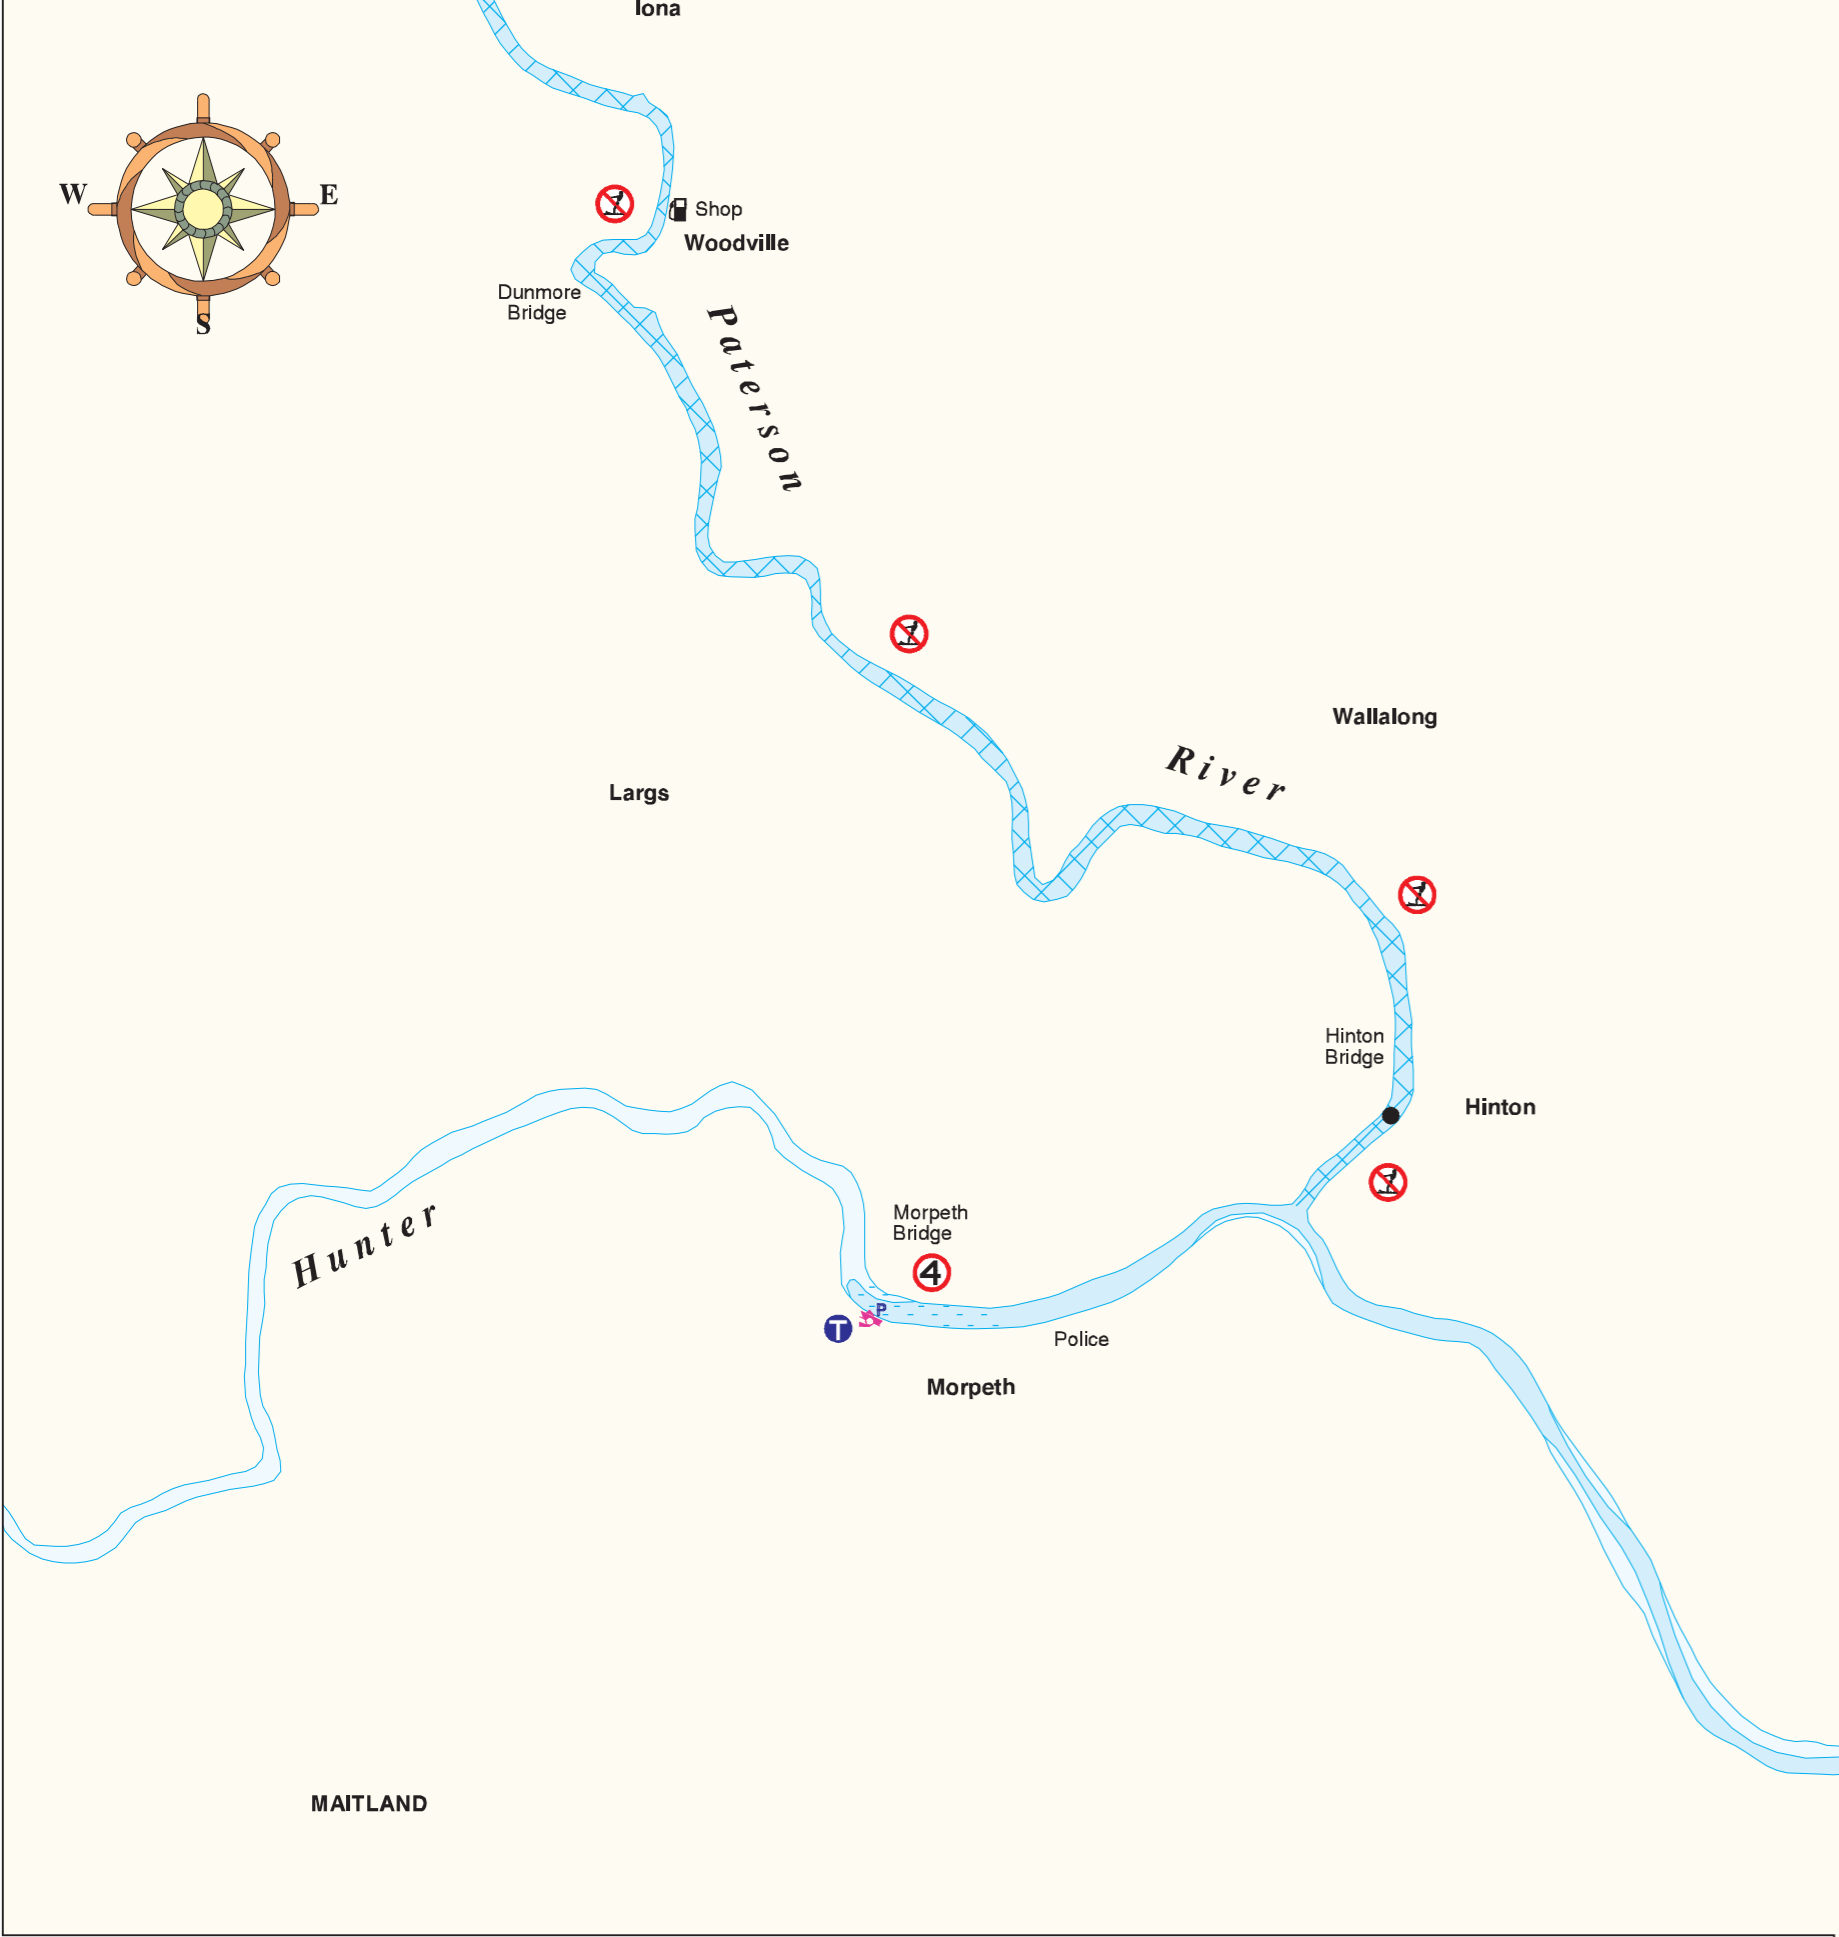 Iona
W
E
S
Shop
Woodville
Dunmore
Bridge
Paterson
River
Wallalong
Largs
Hinton
Bridge
Hinton
Hunter
Morpeth
Bridge
4
P
T
Police
Morpeth
MAITLAND